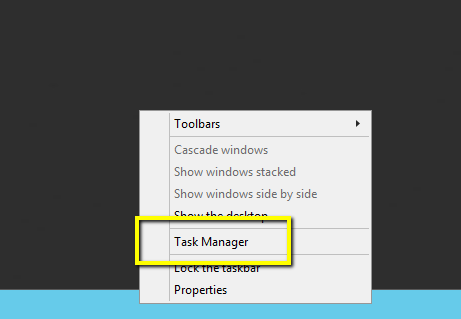 Toolbars
Cascade windows
Show windows stacked
Show windows side by side
Show the desktop
Task Manager
Lock the taskbar
Properties